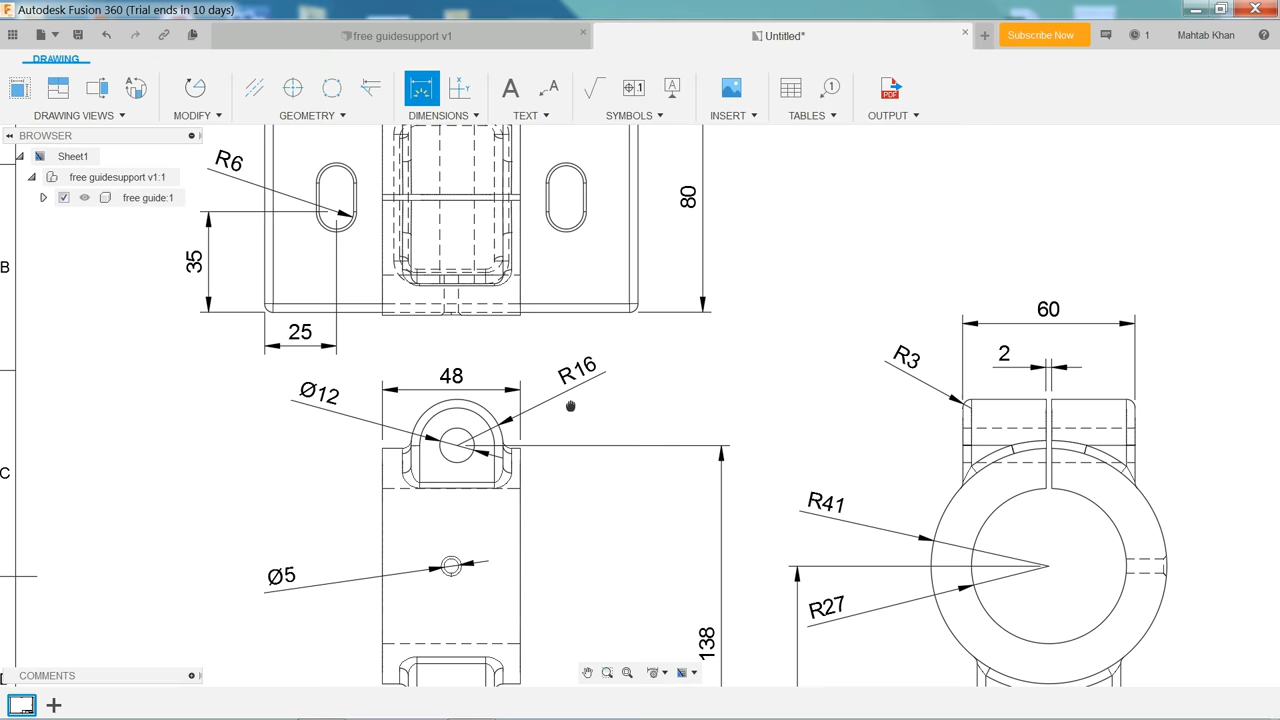 Autodesk Fusion 360 (Trial ends in 10 days)
free guidesupport v1
Untitled*
Subscribe Now
1
Mahtab Khan
DRAWING
DRAWING VIEWS
MODIFY
GEOMETRY
DIMENSIONS
TEXT
SYMBOLS
INSERT
TABLES
OUTPUT
BROWSER
Sheet1
free guidesupport v1:1
free guide:1
R6
80
B
35
25
60
2
R3
48
R16
Ø12
C
R41
Ø5
R27
138
COMMENTS